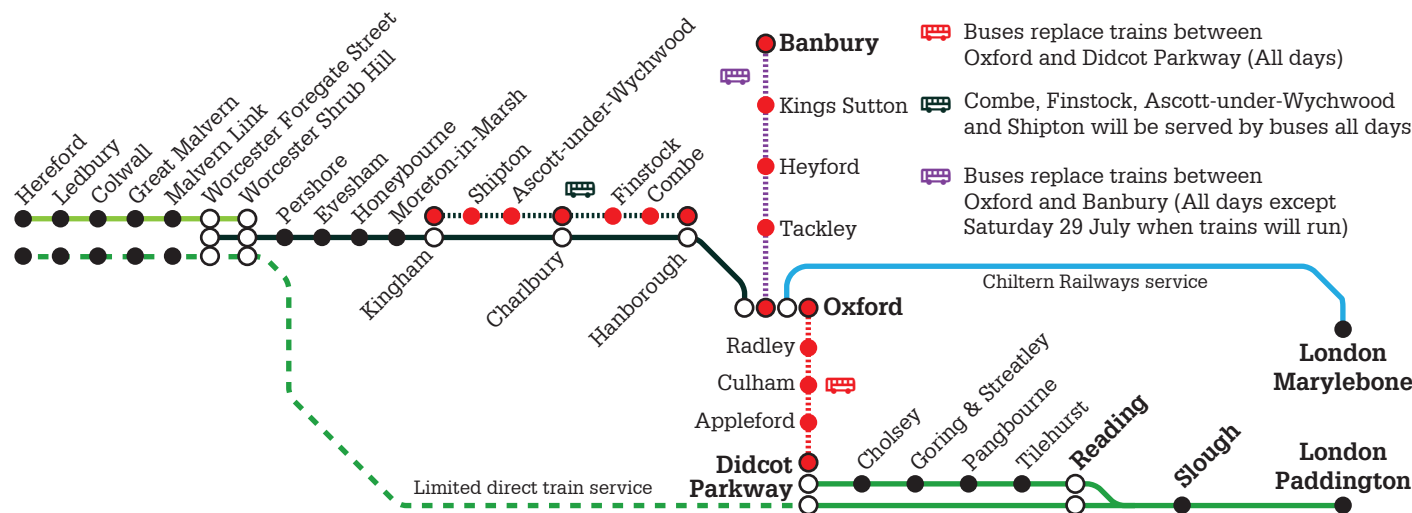 Hereford
Ledbury
Colwall
Great Malvern
Malvern Link
Worcester Foregate Street
Worcester Shrub Hill
Pershore
Evesham
Honeybourne
Moreton-in-Marsh
Shipton
Ascott-under-Wychwood
Finstock
Combe
Kingham
Charlbury
Hanborough
Banbury
Kings Sutton
Heyford
Tackley
Oxford
Radley
Culham
Appleford
Didcot
Parkway
Buses replace trains between
Oxford and Didcot Parkway (All days)
Combe, Finstock, Ascott-under-Wychwood
and Shipton will be served by buses all days
Buses replace trains between
Oxford and Banbury (All days except
Saturday 29 July when trains will run)
Chiltern Railways service
London
Marylebone
Limited direct train service
Cholsey
Goring & Streatley
Pangbourne
Tilehurst
Reading
Slough
London
Paddington